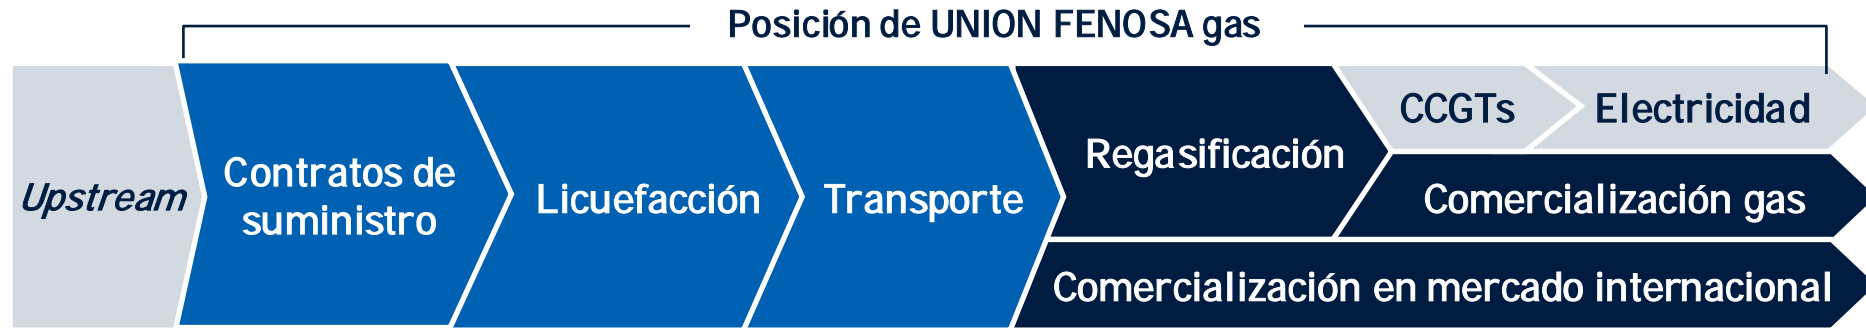 Posición de UNION FENOSA gas
Upstream
Contratos de
suministro
Licuefacción
Transporte
Regasificación
CCGTs
Electricidad
Comercialización gas
Comercialización en mercado internacional